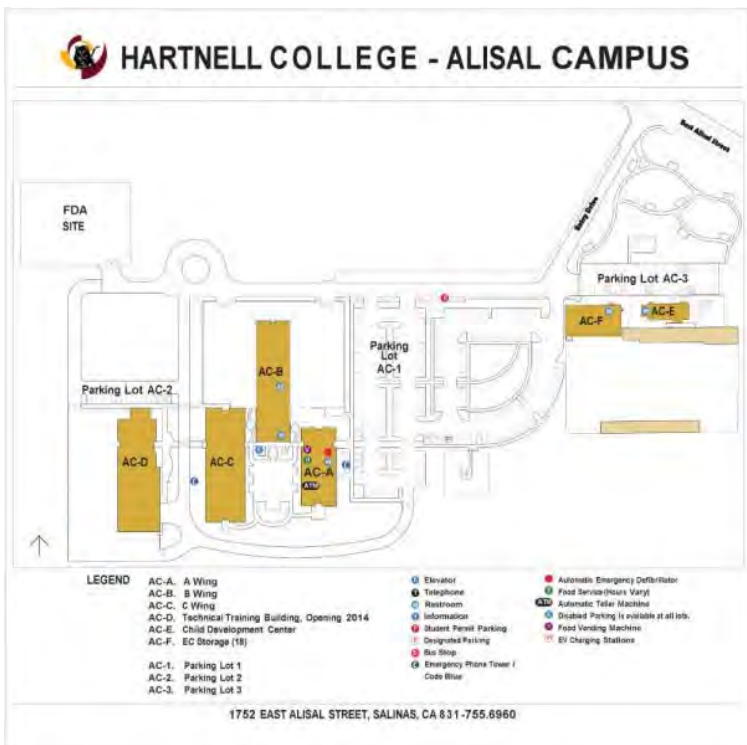 HARTNELL COLLEGE - ALISAL CAMPUS
East Alisal Street
FDA
SITE
Entry Drive
Parking Lot AC-3
AC-F
AC-E
Parking
Lot
AC-1
AC-B
Parking Lot AC-2
AC-D
AC-C
AC-A
ATM
LEGEND
AC-A. A Wing
AC-B. B Wing
AC-C. C Wing
AC-D. Technical Training Building, Opening 2014
AC-E. Child Development Center
AC-F. EC Storage (18)
AC-1. Parking Lot 1
AC-2. Parking Lot 2
AC-3. Parking Lot 3
Elevator
Telephone
Restroom
Information
Student Permit Parking
Designated Parking
Bus Stop
Emergency Phone Tower /
Code Blue
Automatic Emergency Defibrillator
Food Service (Hours Vary)
ATM Automatic Teller Machine
Disabled Parking is available at all lots.
Food Vending Machine
EV Charging Stations
1752 EAST ALISAL STREET, SALINAS, CA 831-755.6960